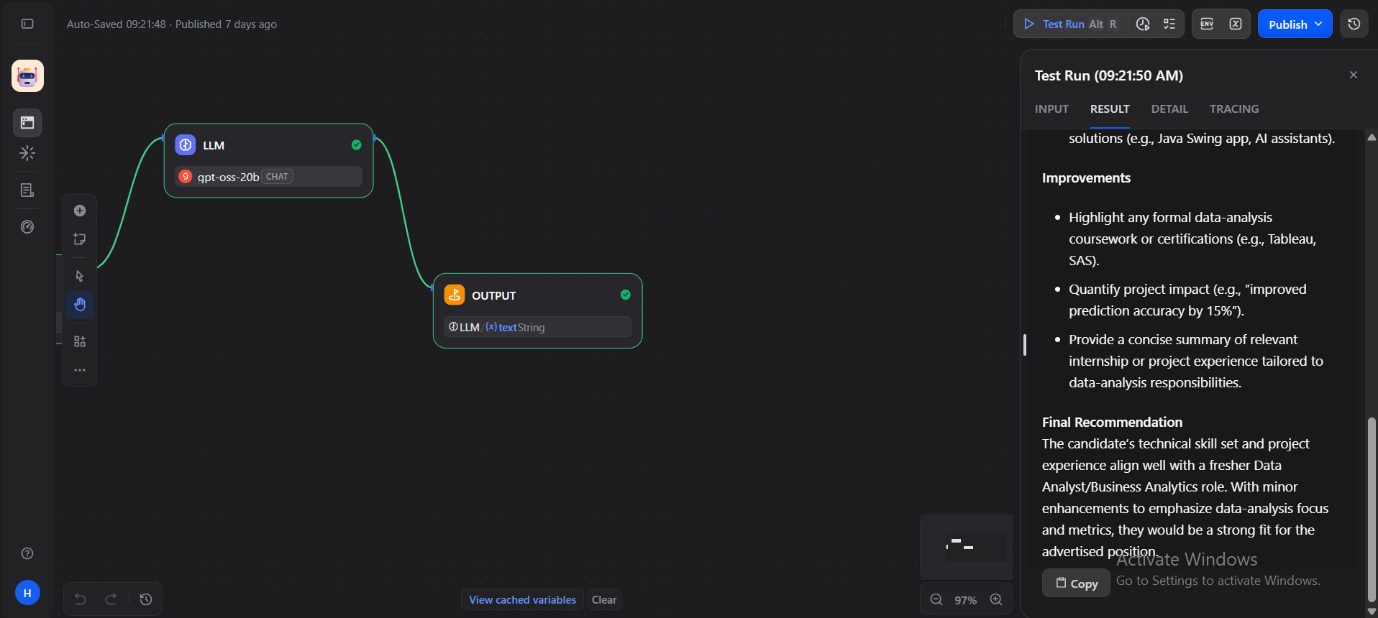 Auto-Saved 09:21:48 · Published 7 days ago
Test Run Alt R
ENV
Publish
LLM
gpt-oss-20b CHAT
OUTPUT
LLM / {x} text String
View cached variables
Clear
97%
H
Test Run (09:21:50 AM)
INPUT RESULT DETAIL TRACING
solutions (e.g., Java Swing app, AI assistants).
Improvements
• Highlight any formal data-analysis
coursework or certifications (e.g., Tableau,
SAS).
• Quantify project impact (e.g., “improved
prediction accuracy by 15%”).
• Provide a concise summary of relevant
internship or project experience tailored to
data-analysis responsibilities.
Final Recommendation
The candidate’s technical skill set and project
experience align well with a fresher Data
Analyst/Business Analytics role. With minor
enhancements to emphasize data-analysis focus
and metrics, they would be a strong fit for the
advertised position.
Copy
Activate Windows
Go to Settings to activate Windows.